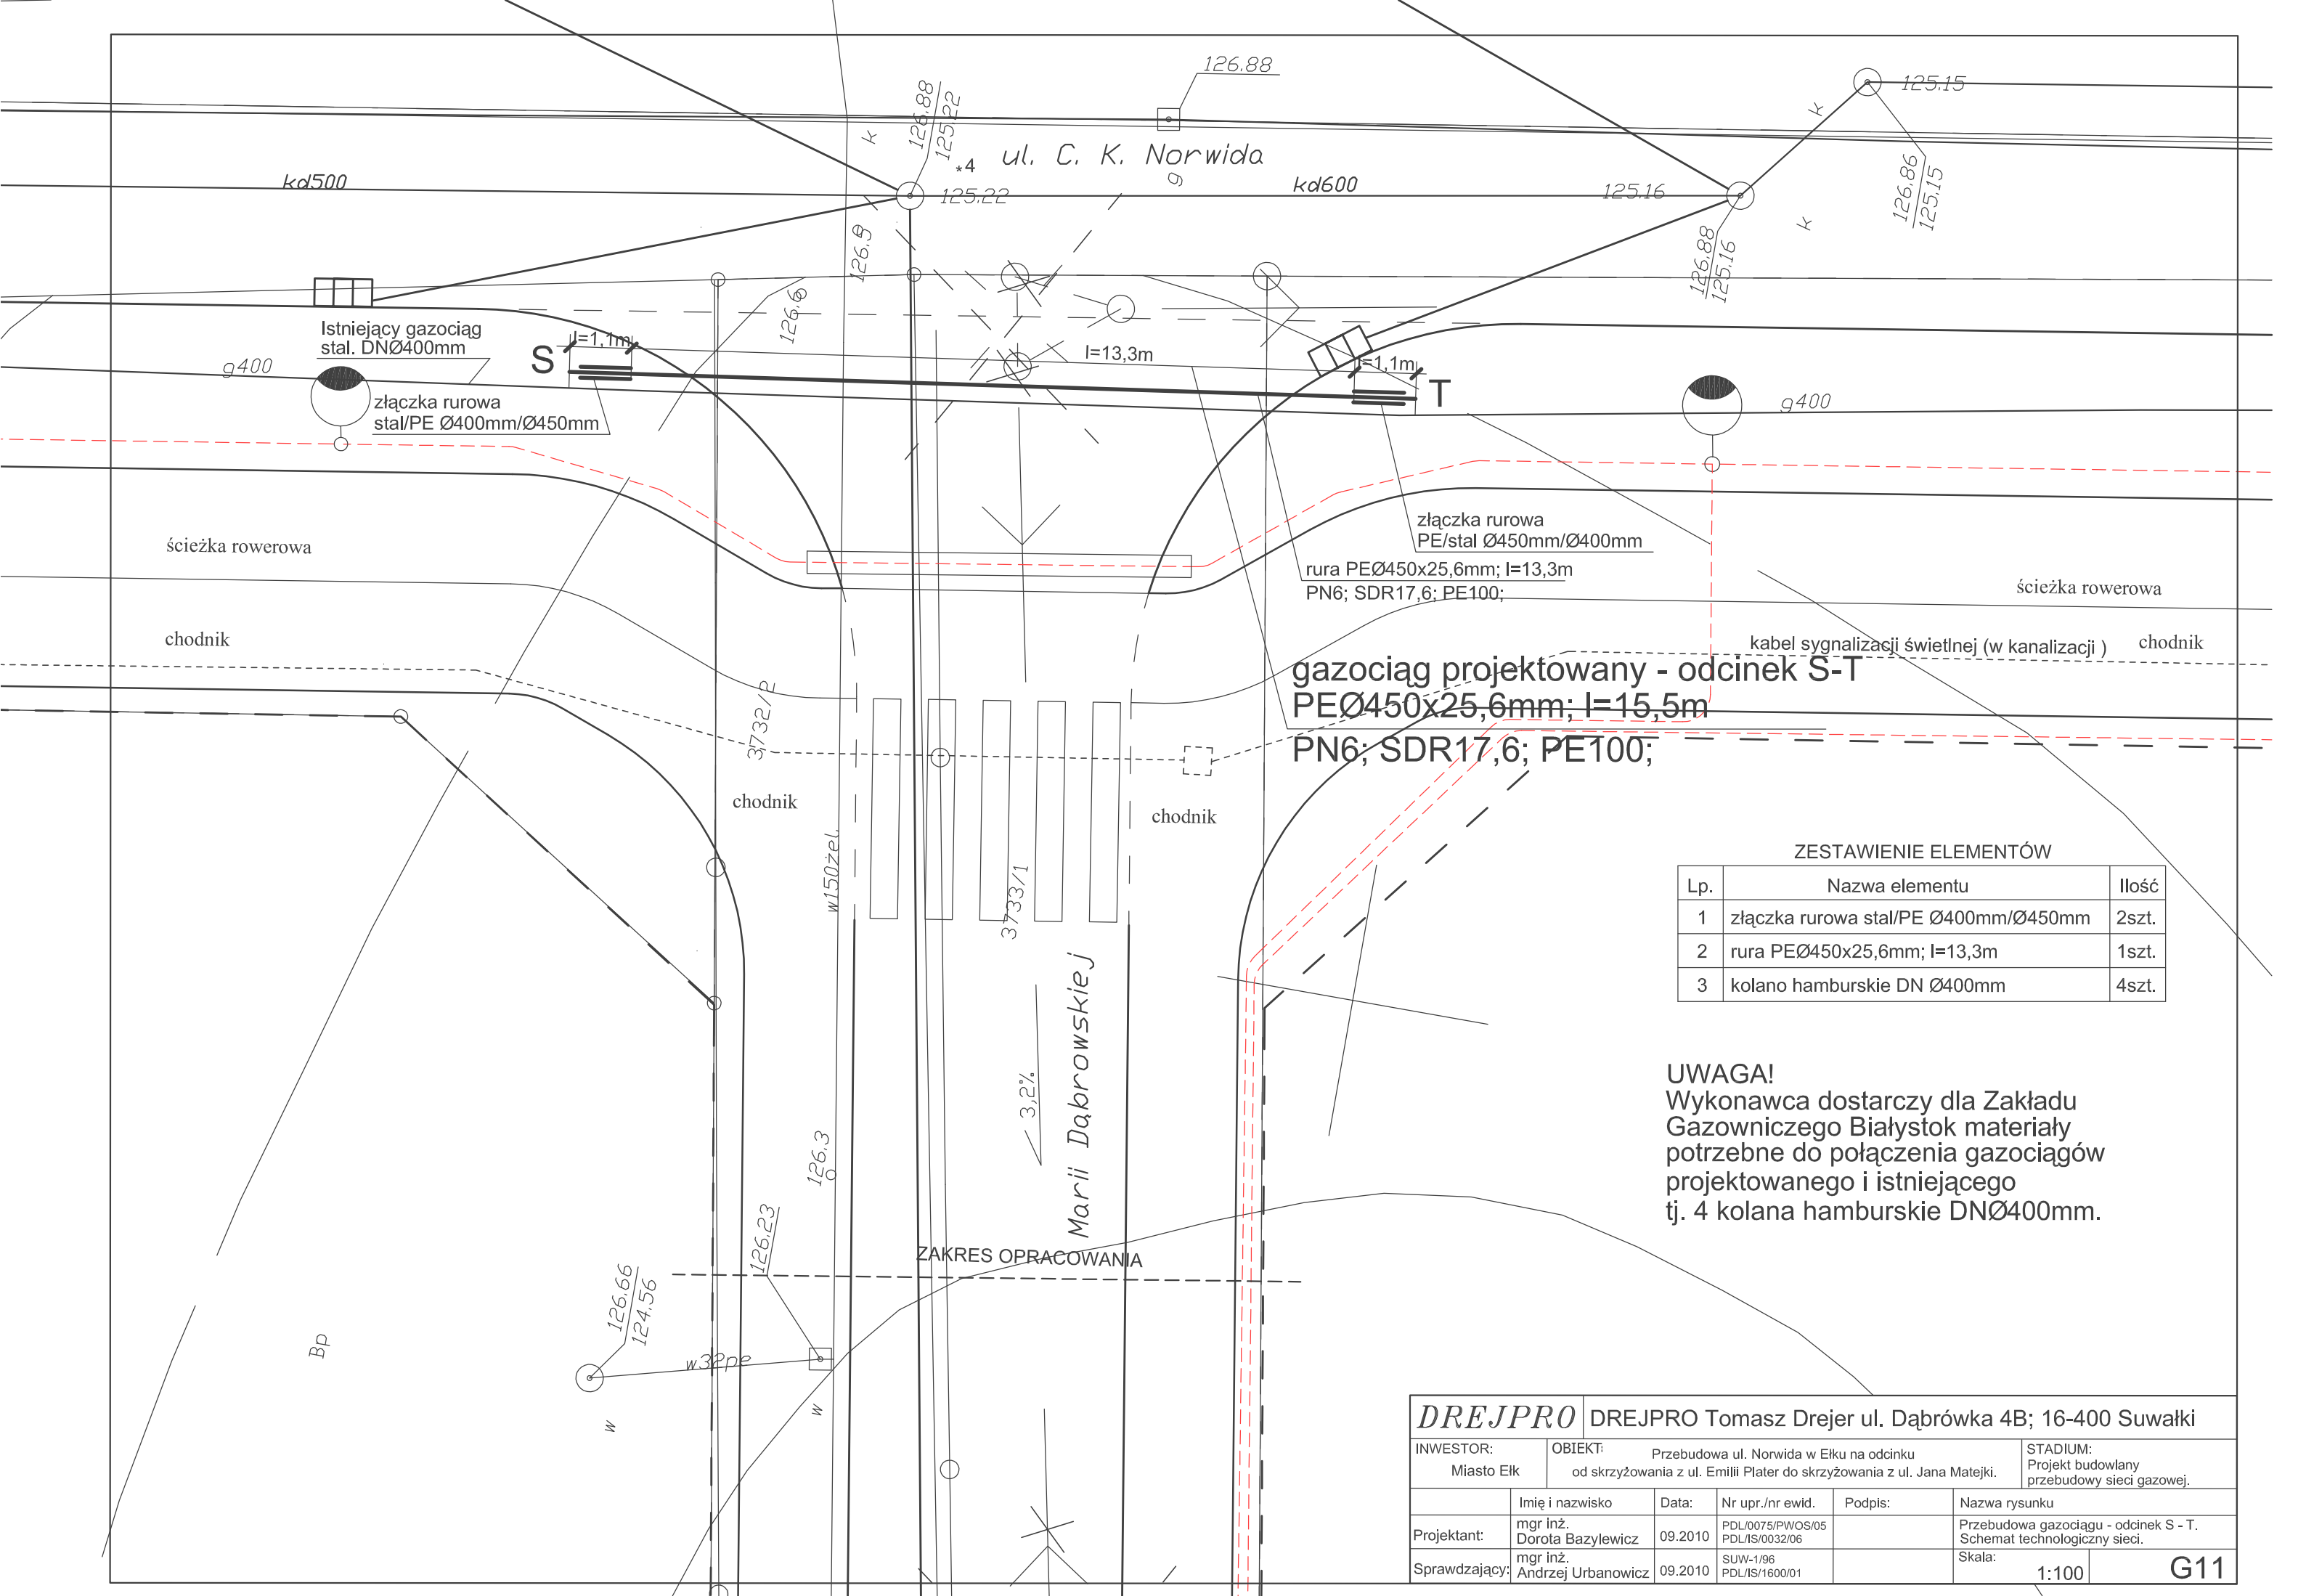 126.88
126.88
125.22
k
*4
ul. C. K. Norwida
g
k
125.15
126.86
125.15
kd500
125.22
kd600
125.16
k
126.88
125.16
126.5
126.6
Istniejący gazociąg
stal. DNØ400mm
g400
S
l=1,1m
l=13,3m
l=1,1m
T
g400
złączka rurowa
stal/PE Ø400mm/Ø450mm
złączka rurowa
PE/stal Ø450mm/Ø400mm
rura PEØ450x25,6mm; l=13,3m
PN6; SDR17,6; PE100;
ścieżka rowerowa
ścieżka rowerowa
chodnik
kabel sygnalizacji świetlnej (w kanalizacji )
chodnik
gazociąg projektowany - odcinek S-T
PEØ450x25,6mm; l=15,5m
PN6; SDR17,6; PE100;
3732/2
chodnik
chodnik
w150żel.
3733/1
Marii Dąbrowskiej
3,2%
126.3
126.23
ZAKRES OPRACOWANIA
126.66
124.56
w32pe
w
w
Bp
ZESTAWIENIE ELEMENTÓW
Lp. Nazwa elementu Ilość
1 złączka rurowa stal/PE Ø400mm/Ø450mm 2szt.
2 rura PEØ450x25,6mm; l=13,3m 1szt.
3 kolano hamburskie DN Ø400mm 4szt.
UWAGA!
Wykonawca dostarczy dla Zakładu
Gazowniczego Białystok materiały
potrzebne do połączenia gazociągów
projektowanego i istniejącego
tj. 4 kolana hamburskie DNØ400mm.
DREJPRO DREJPRO Tomasz Drejer ul. Dąbrówka 4B; 16-400 Suwałki
INWESTOR:
Miasto Ełk
OBIEKT: Przebudowa ul. Norwida w Ełku na odcinku
od skrzyżowania z ul. Emilii Plater do skrzyżowania z ul. Jana Matejki.
STADIUM:
Projekt budowlany
przebudowy sieci gazowej.
Imię i nazwisko Data: Nr upr./nr ewid. Podpis: Nazwa rysunku
Projektant: mgr inż.
Dorota Bazylewicz 09.2010 PDL/0075/PWOS/05
PDL/IS/0032/06
Przebudowa gazociągu - odcinek S - T.
Schemat technologiczny sieci.
Sprawdzający: mgr inż.
Andrzej Urbanowicz 09.2010 SUW-1/96
PDL/IS/1600/01
Skala:
1:100
G11